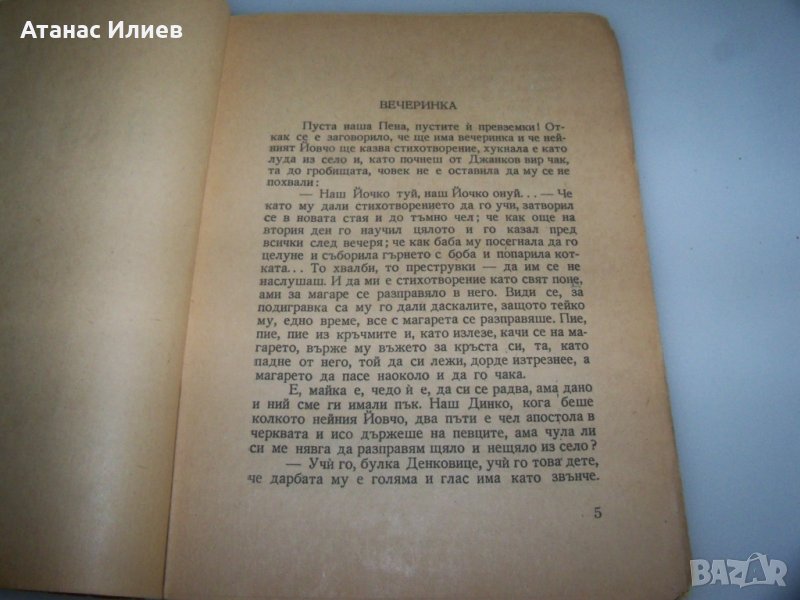 Атанас Илиев
ВЕЧЕРИНКА
Пуста наша Пена, пустите ѝ превземки! От-
как се е заговорило, че ще има вечеринка и че ней-
ният Йовчо ще казва стихотворение, хукнала е като
луда из село и, като почнеш от Джанков вир чак,
та до гробищата, човек не е оставила да му се не
похвали:
— Наш Йочко туй, наш Йочко онуй... — Че
като му дали стихотворението да го учи, затворил
се в новата стая и до тъмно чел; че как още на
втория ден го научил цялото и го казал пред
всички след вечеря; че как баба му посегнала да го
целуне и съборила гърнето с боба и попарила кот-
ката... То хвалби, то преструвки — да им се не
наслушаш. И да ми е стихотворение като свят поне,
ами за магаре се разправяло в него. Види се, за
подигравка са му го дали даскалите, защото тейко
му, едно време, все с магарета се разправяше. Пие,
пие, пие из кръчмите и, като излезе, качи се на ма-
гарето, върже му въжето за кръста си, та, като
падне от него, той да си лежи, дорде изтрезнее, а
магарето да пасе наоколо и да го чака.
Е, майка е, чедо ѝ е, да си се радва, ама дано
и ний сме ги имали пък. Наш Динко, кога беше
колкото нейния Йовчо, два пъти е чел апостола в
черквата и исо държеше на певците, ама чула ли
си ме нявга да разправям щяло и нещяло из село?
— Учѝ го, булка Денковице, учѝ го това дете,
че дарбата му е голяма и глас има като звънче.
5
BAZAR